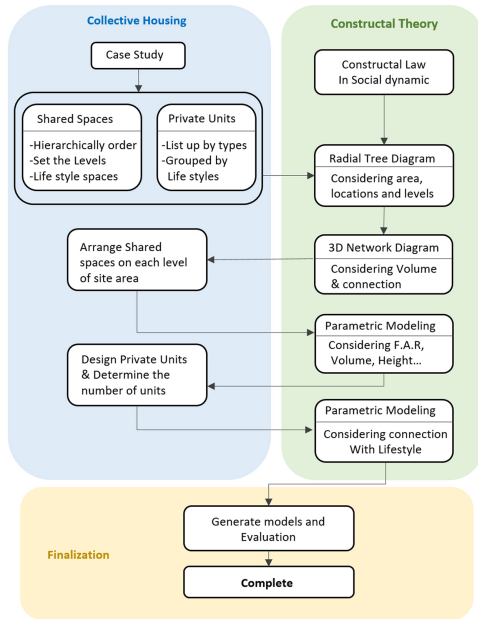 Collective Housing
Constructal Theory
Case Study
Constructal Law
In Social dynamic
Shared Spaces
-Hierarchically order
-Set the Levels
-Life style spaces
Private Units
-List up by types
-Grouped by
Life styles
Radial Tree Diagram
Considering area,
locations and levels
Arrange Shared
spaces on each level
of site area
3D Network Diagram
Considering Volume
& connection
Parametric Modeling
Considering F.A.R,
Volume, Height...
Design Private Units
& Determine the
number of units
Parametric Modeling
Considering connection
With Lifestyle
Finalization
Generate models and
Evaluation
Complete